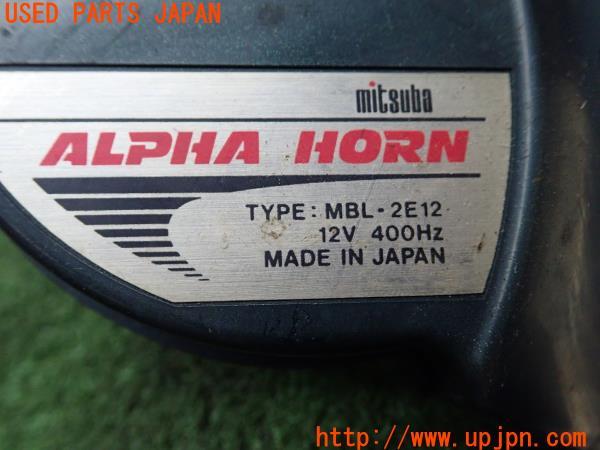 USED PARTS JAPAN
mitsuba
ALPHA HORN
TYPE: MBL-2E12
12V 400Hz
MADE IN JAPAN
http://www.upjpn.com/